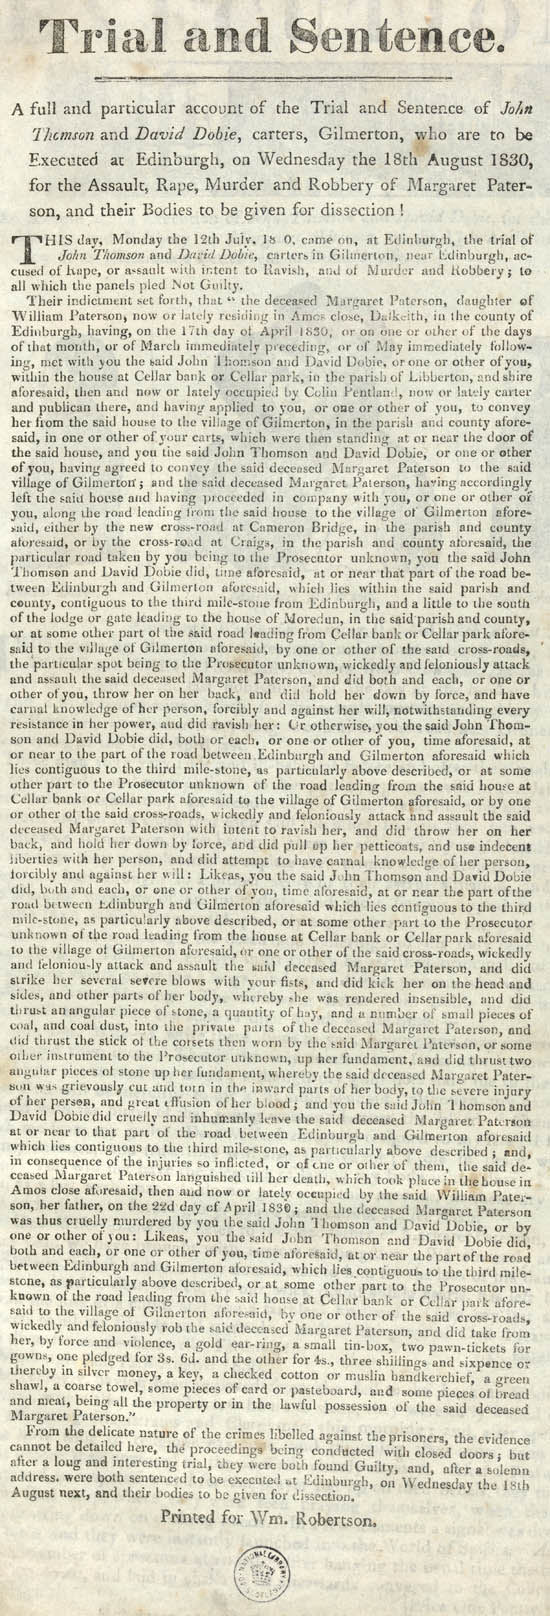 Trial and Sentence.
A full and particular account of the Trial and Sentence of John
Thomson and David Dobie, carters, Gilmerton, who are to be
Executed at Edinburgh, on Wednesday the 18th August 1830,
for the Assault, Rape, Murder and Robbery of Margaret Pater-
son, and their Bodies to be given for dissection !
THIS day, Monday the 12th July, 18 0, came on, at Edinburgh, the trial of
John Thomson and David Dobie, carters in Gilmerton, near Edinburgh, ac-
cused of Rape, or assault with intent to Ravish, and of Murder and Robbery; to
all which the panels pled Not Guilty.
Their indictment set forth, that “ the deceased Margaret Paterson, daughter of
William Paterson, now or lately residing in Amos close, Dalkeith, in the county of
Edinburgh, having, on the 17th day of April 1830, or on one or other of the days
of that month, or of March immediately preceding, or of May immediately follow-
ing, met with you the said John Thomson and David Dobie, or one or other of you,
within the house at Cellar bank or Cellar park, in the parish of Libberton, and shire
aforesaid, then and now or lately occupied by Colin Pentland, now or lately carter
and publican there, and having applied to you, or one or other of you, to convey
her from the said house to the village of Gilmerton, in the parish and county afore-
said, in one or other of your carts, which were then standing at or near the door of
the said house, and you the said John Thomson and David Dobie, or one or other
of you, having agreed to convey the said deceased Margaret Paterson to the said
village of Gilmerton; and the said deceased Margaret Paterson, having accordingly
left the said house and having proceeded in company with you, or one or other of
you, along the road leading from the said house to the village of Gilmerton afore-
said, either by the new cross-road at Cameron Bridge, in the parish and county
aforesaid, or by the cross-road at Craigs, in the parish and county aforesaid, the
particular road taken by you being to the Prosecutor unknown, you the said John
Thomson and David Dobie did, time aforesaid, at or near that part of the road be-
tween Edinburgh and Gilmerton aforesaid, which lies within the said parish and
county, contiguous to the third mile-stone from Edinburgh, and a little to the south
of the lodge or gate leading to the house of Moredun, in the said parish and county,
or at some other part of the said road leading from Cellar bank or Cellar park afore-
said to the village of Gilmerton aforesaid, by one or other of the said cross-roads,
the particular spot being to the Prosecutor unknown, wickedly and feloniously attack
and assault the said deceased Margaret Paterson, and did both and each, or one or
other of you, throw her on her back, and did hold her down by force, and have
carnal knowledge of her person, forcibly and against her will, notwithstanding every
resistance in her power, and did ravish her: Or otherwise, you the said John Thom-
son and David Dobie did, both or each, or one or other of you, time aforesaid, at
or near to the part of the road between Edinburgh and Gilmerton aforesaid which
lies contiguous to the third mile-stone, as particularly above described, or at some
other part to the Prosecutor unknown of the road leading from the said house at
Cellar bank or Cellar park aforesaid to the village of Gilmerton aforesaid, or by one
or other of the said cross-roads, wickedly and feloniously attack and assault the said
deceased Margaret Paterson with intent to ravish her, and did throw her on her
back, and hold her down by force, and did pull up her petticoats, and use indecent
liberties with her person, and did attempt to have carnal knowledge of her person,
forcibly and against her will: Likeas, you the said John Thomson and David Dobie
did, both and each, or one or other of you, time aforesaid, at or near the part of the
road between Edinburgh and Gilmerton aforesaid which lies contiguous to the third
mile-stone, as particularly above described, or at some other part to the Prosecutor
unknown of the road leading from the house at Cellar bank or Cellar park aforesaid
to the village of Gilmerton aforesaid, or one or other of the said cross-roads, wickedly
and feloniously attack and assault the said deceased Margaret Paterson, and did
strike her several severe blows with your fists, and did kick her on the head and
sides, and other parts of her body, whereby she was rendered insensible, and did
thrust an angular piece of stone, a quantity of hay, and a number of small pieces of
coal, and coal dust, into the private parts of the deceased Margaret Paterson, and
did thrust the stick of the corsets then worn by the said Margaret Paterson, or some
other instrument to the Prosecutor unknown, up her fundament, and did thrust two
angular pieces of stone up her fundament, whereby the said deceased Margaret Pater-
son was grievously cut and torn in the inward parts of her body, to the severe injury
of her person, and great effusion of her blood; and you the said John Thomson and
David Dobie did cruelly and inhumanly leave the said deceased Margaret Paterson
at or near to that part of the road between Edinburgh and Gilmerton aforesaid
which lies contiguous to the third mile-stone, as particularly above described; and,
in consequence of the injuries so inflicted, or of one or other of them, the said de-
ceased Margaret Paterson languished till her death, which took place in the house in
Amos close aforesaid, then and now or lately occupied by the said William Pater-
son, her father, on the 22d day of April 1830; and the deceased Margaret Paterson
was thus cruelly murdered by you the said John Thomson and David Dobie, or by
one or other of you: Likeas, you the said John Thomson and David Dobie did,
both and each, or one or other of you, time aforesaid, at or near the part of the road
between Edinburgh and Gilmerton aforesaid, which lies contiguous to the third mile-
stone, as particularly above described, or at some other part to the Prosecutor un-
known of the road leading from the said house at Cellar bank or Cellar park afore-
said to the village of Gilmerton aforesaid, by one or other of the said cross-roads,
wickedly and feloniously rob the said deceased Margaret Paterson, and did take from
her, by force and violence, a gold ear-ring, a small tin-box, two pawn-tickets for
gowns, one pledged for 3s. 6d. and the other for 4s., three shillings and sixpence or
thereby in silver money, a key, a checked cotton or muslin handkerchief, a green
shawl, a coarse towel, some pieces of card or pasteboard, and some pieces of bread
and meat, being all the property or in the lawful possession of the said deceased
Margaret Paterson.”
From the delicate nature of the crimes libelled against the prisoners, the evidence
cannot be detailed here, the proceedings being conducted with closed doors; but
after a long and interesting trial, they were both found Guilty, and, after a solemn
address, were both sentenced to be executed at Edinburgh, on Wednesday the 18th
August next, and their bodies to be given for dissection.
Printed for Wm. Robertson.